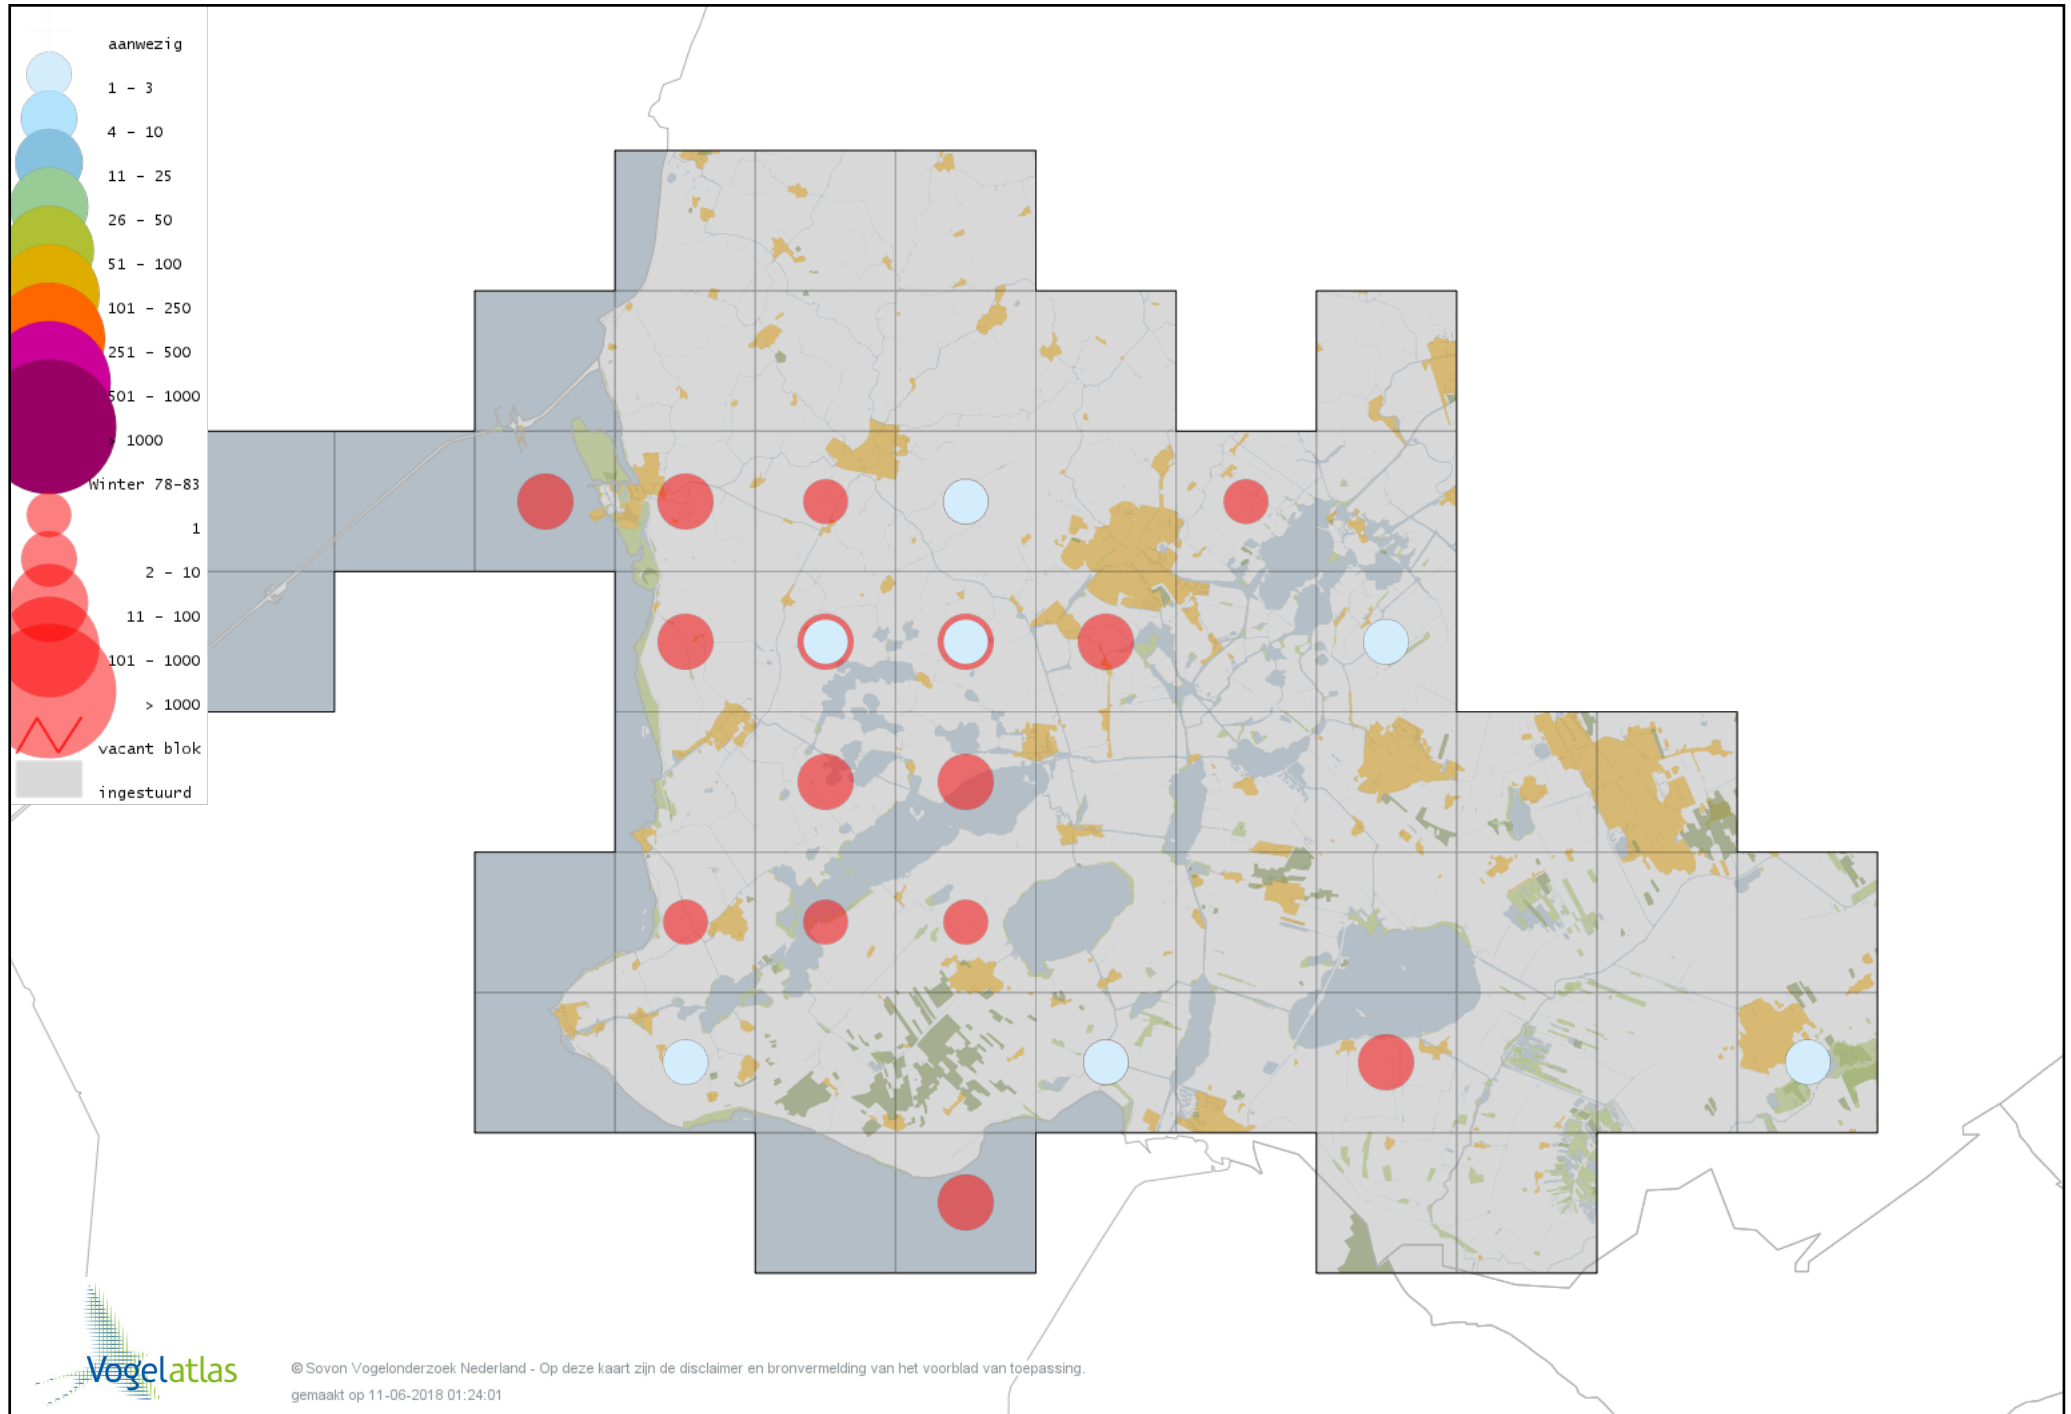 aanwezig
1 - 3
4 - 10
11 - 25
26 - 50
51 - 100
101 - 250
251 - 500
501 - 1000
> 1000
Winter 78-83
1
2 - 10
11 - 100
101 - 1000
> 1000
vacant blok
ingestuurd
Vogelatlas
© Sovon Vogelonderzoek Nederland - Op deze kaart zijn de disclaimer en bronvermelding van het voorblad van toepassing.
gemaakt op 11-06-2018 01:24:01